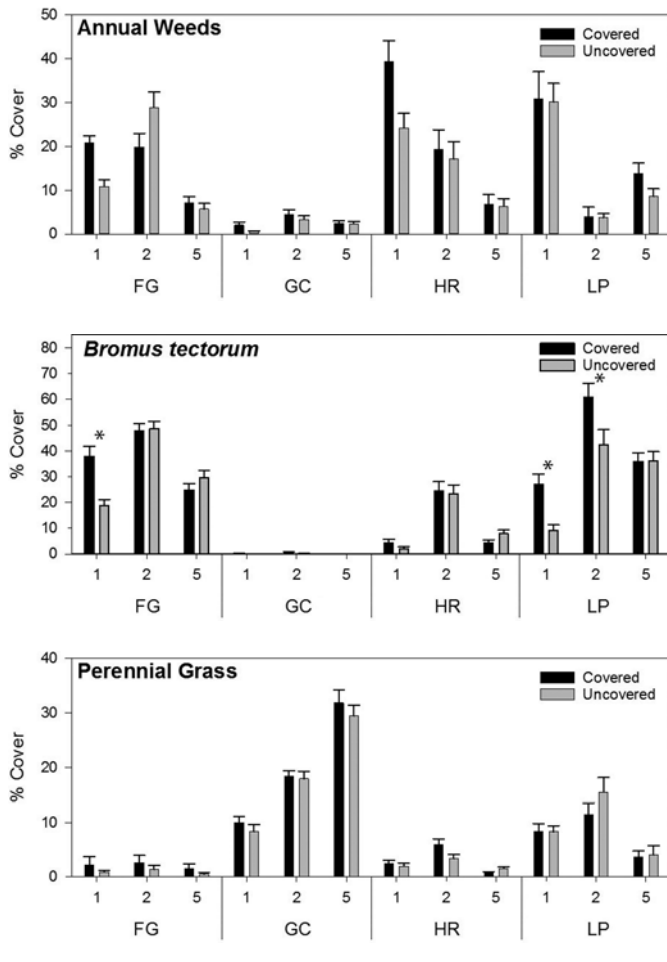 Annual Weeds
Covered
Uncovered
% Cover
50
40
30
20
10
0
1 2 5 1 2 5 1 2 5 1 2 5
FG GC HR LP
Bromus tectorum
Covered
Uncovered
% Cover
80
70
60
50
40
30
20
10
0
* * *
1 2 5 1 2 5 1 2 5 1 2 5
FG GC HR LP
Perennial Grass
Covered
Uncovered
% Cover
40
30
20
10
0
1 2 5 1 2 5 1 2 5 1 2 5
FG GC HR LP